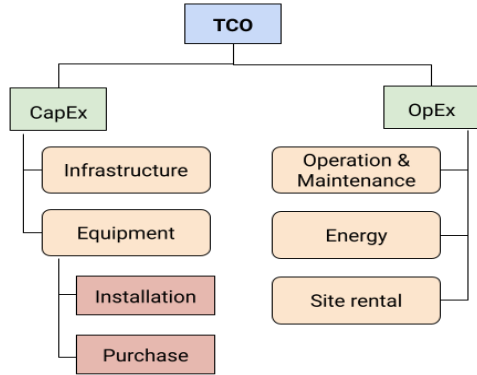 TCO
CapEx
Infrastructure
Equipment
Installation
Purchase
OpEx
Operation &
Maintenance
Energy
Site rental